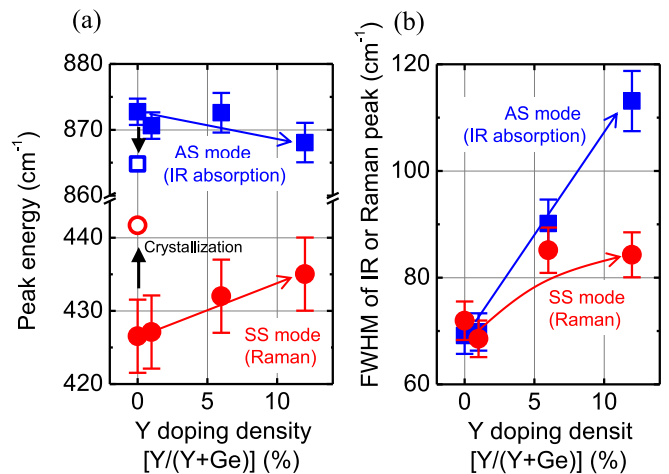 (a)
880
870
860
440
430
420
Peak energy (cm⁻¹)
AS mode
(IR absorption)
Crystallization
SS mode
(Raman)
0
5
10
Y doping density
[Y/(Y+Ge)] (%)
(b)
120
100
80
60
FWHM of IR or Raman peak (cm⁻¹)
AS mode
(IR absorption)
SS mode
(Raman)
0
5
10
Y doping densit
[Y/(Y+Ge)] (%)